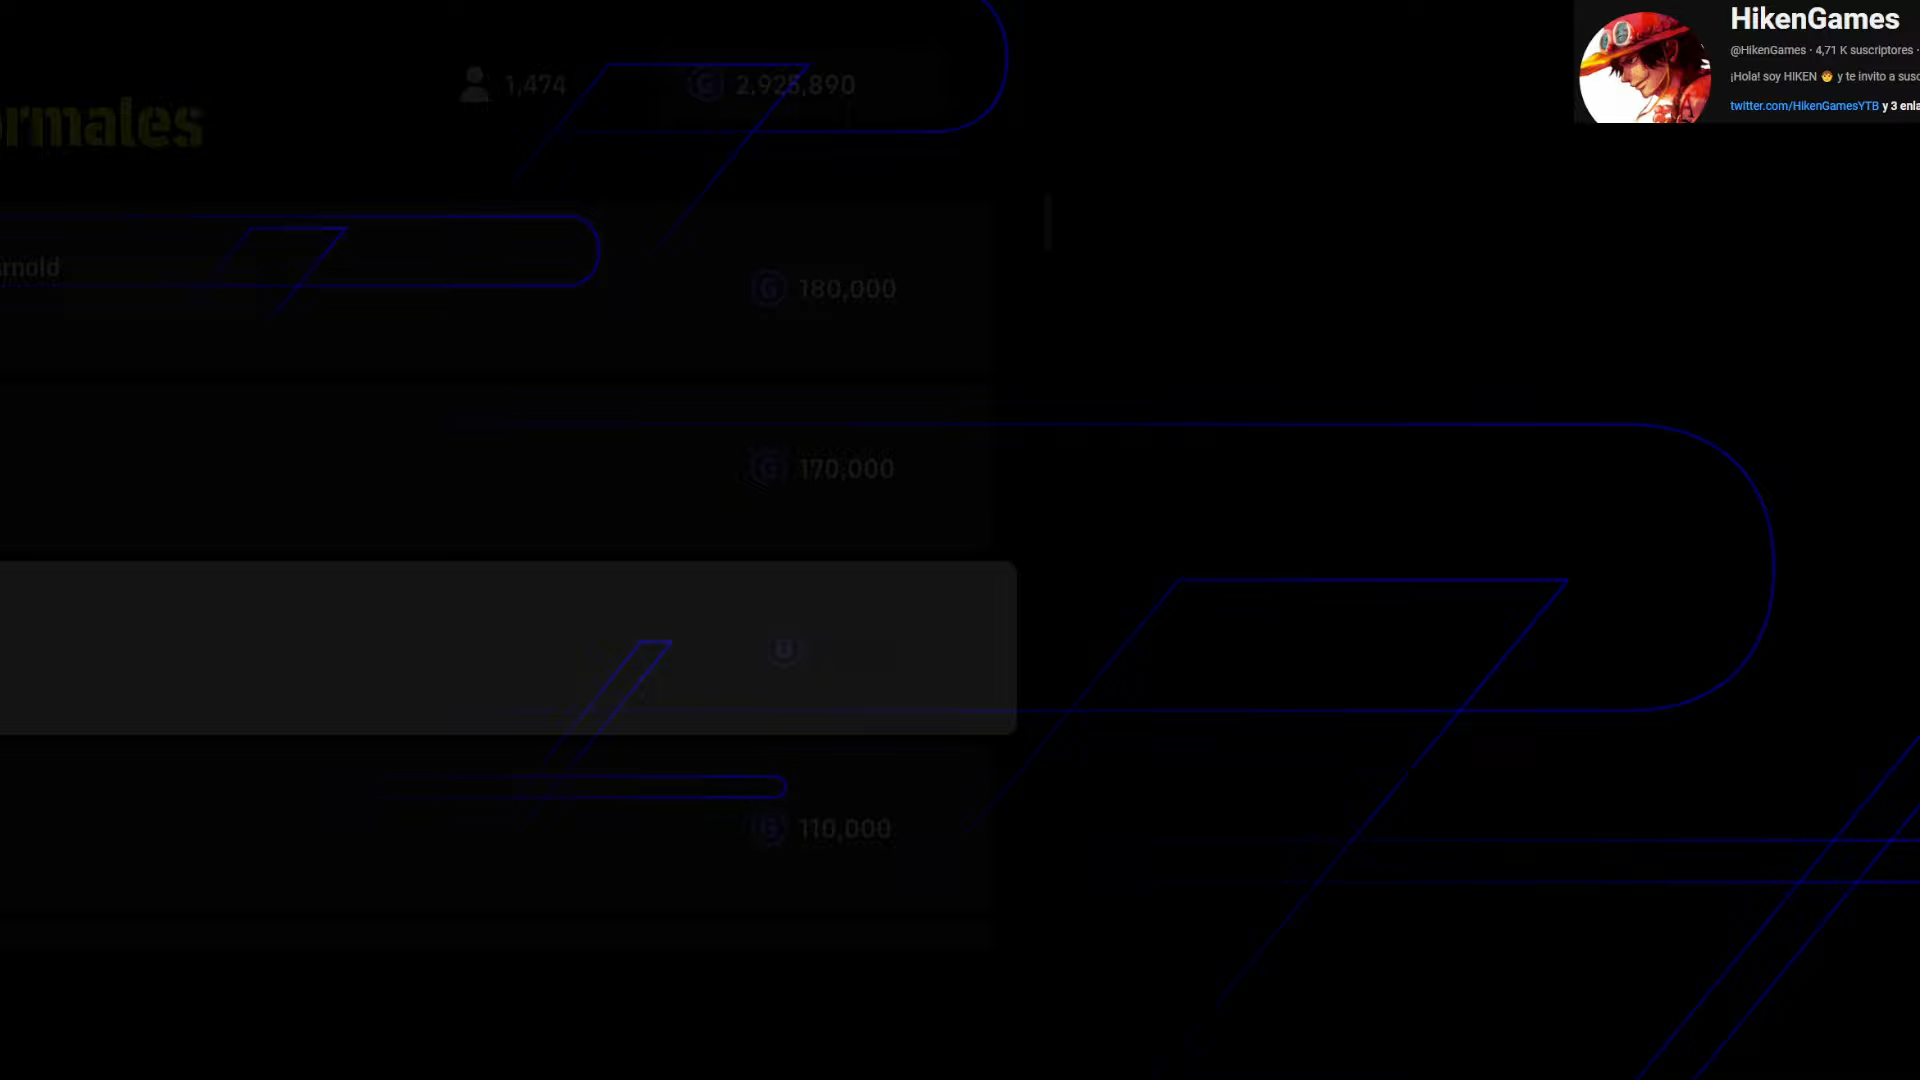 HikenGames
@HikenGames · 4,71 K suscriptores ·
¡Hola! soy HIKEN 🧒 y te invito a susc
twitter.com/HikenGamesYTB y 3 enla
1,474
2,925,890
rmales
rnold
180,000
170,000
110,000